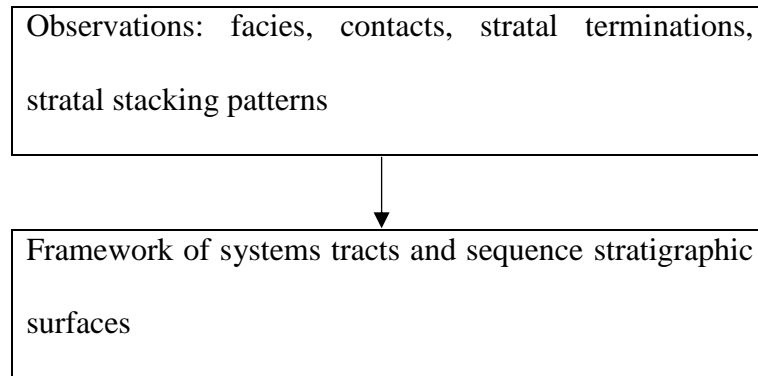 Observations: facies, contacts, stratal terminations,
stratal stacking patterns
Framework of systems tracts and sequence stratigraphic
surfaces